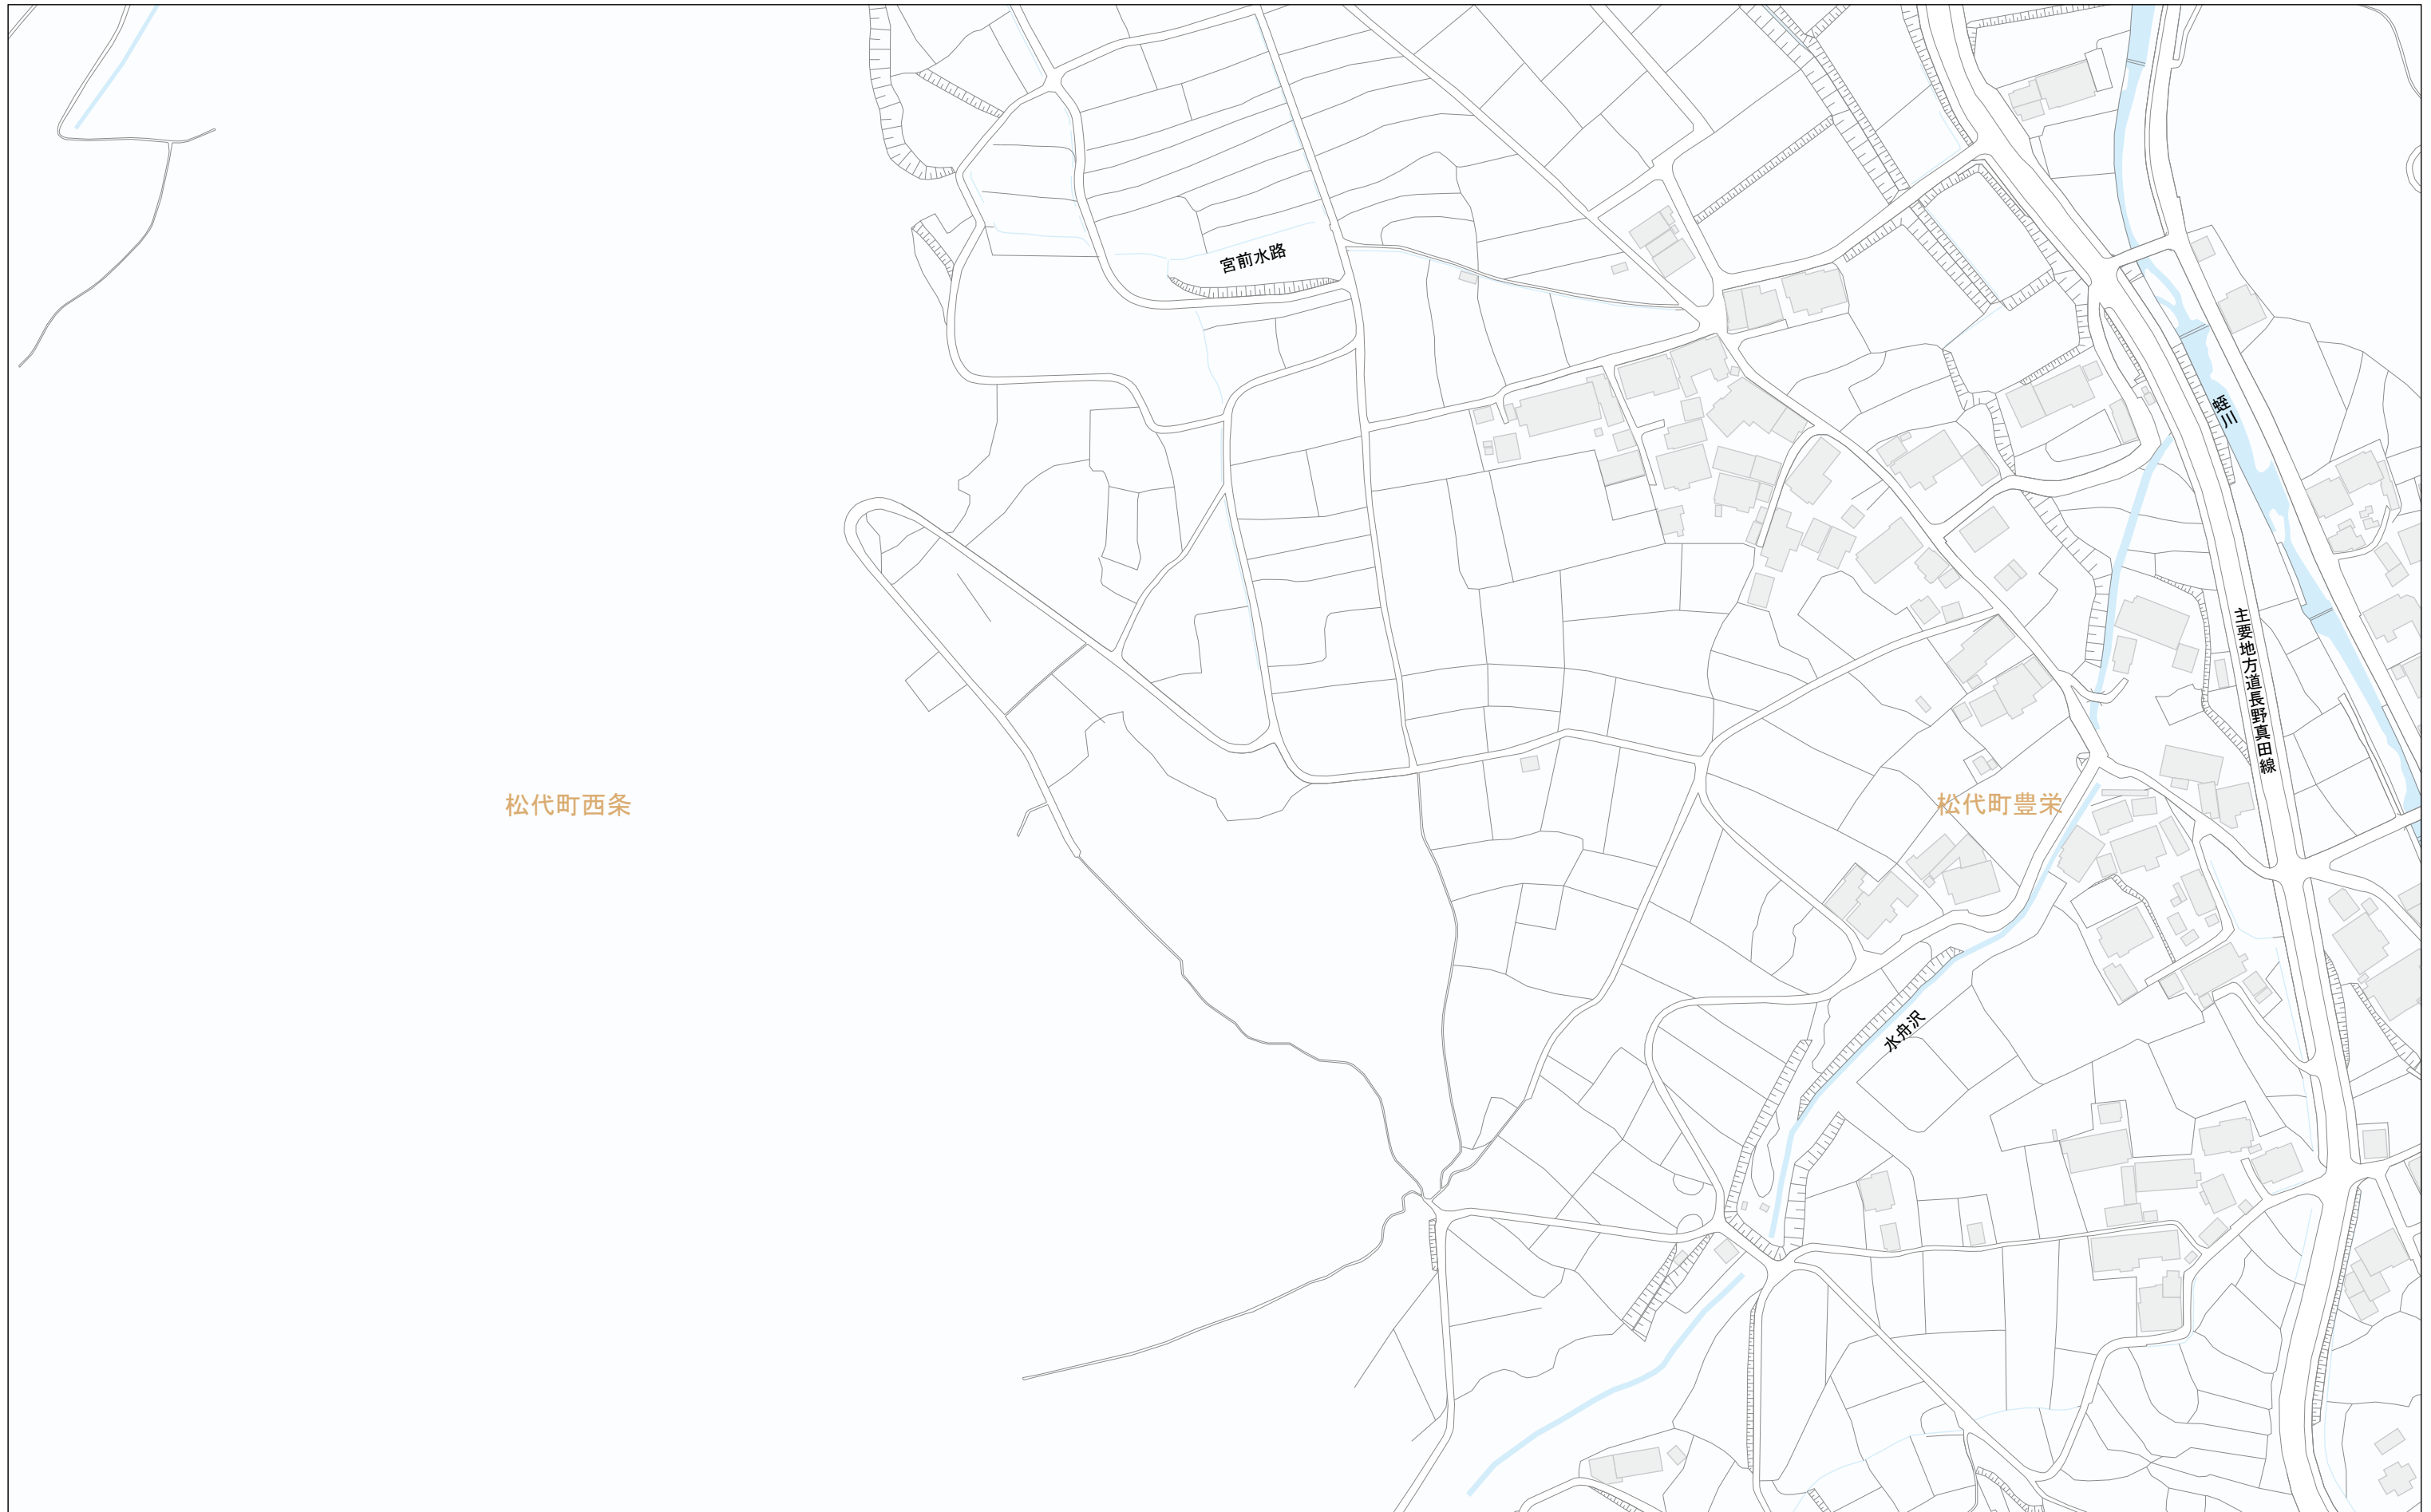 宮前水路
蛭川
主要地方道長野真田線
松代町西条
松代町豊栄
水舟沢